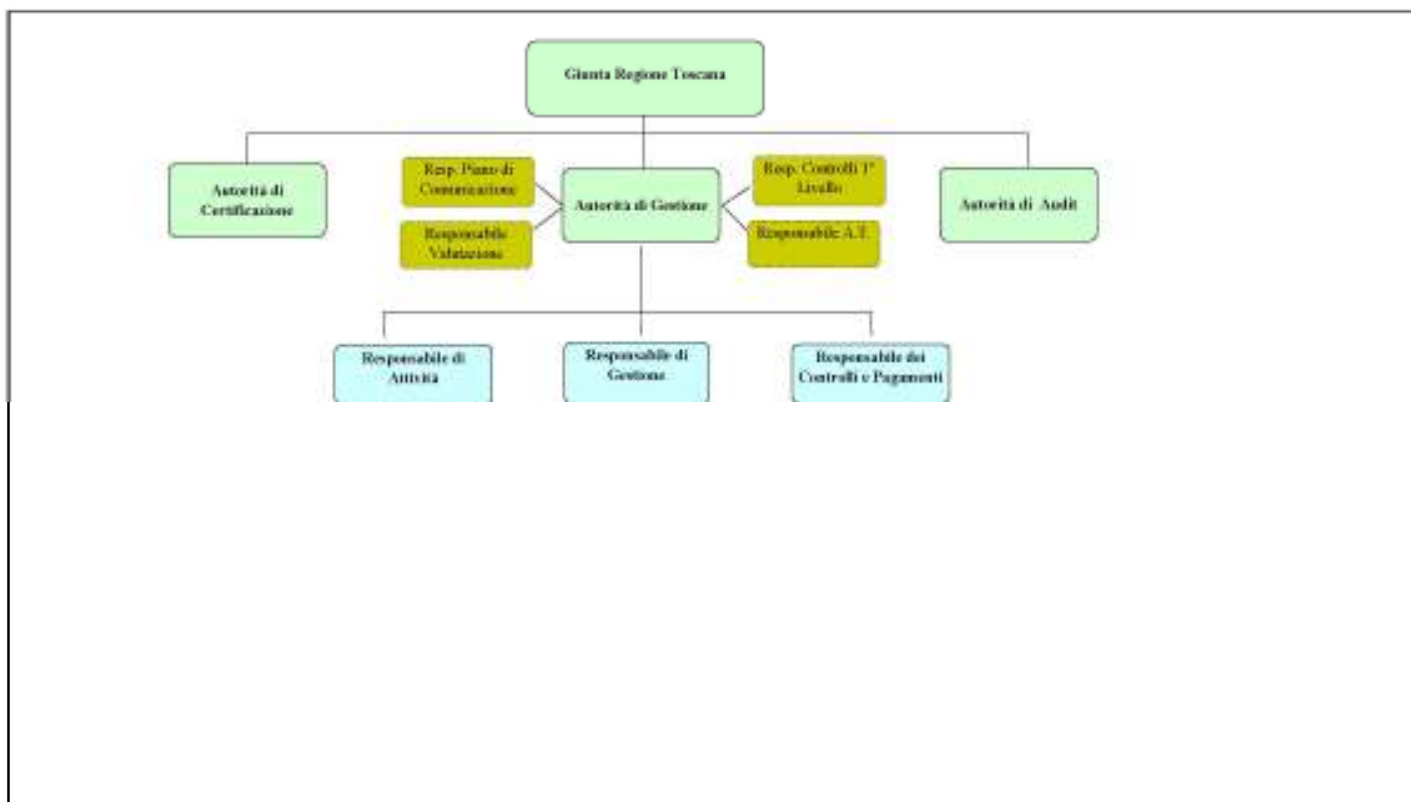 Giunta Regione Toscana
Autorità di
Certificazione
Resp. Piano di
Comunicazione
Responsabile
Valutazione
Autorità di Gestione
Resp. Controlli 1°
Livello
Responsabile A.T.
Autorità di Audit
Responsabile di
Attività
Responsabile di
Gestione
Responsabile dei
Controlli e Pagamenti